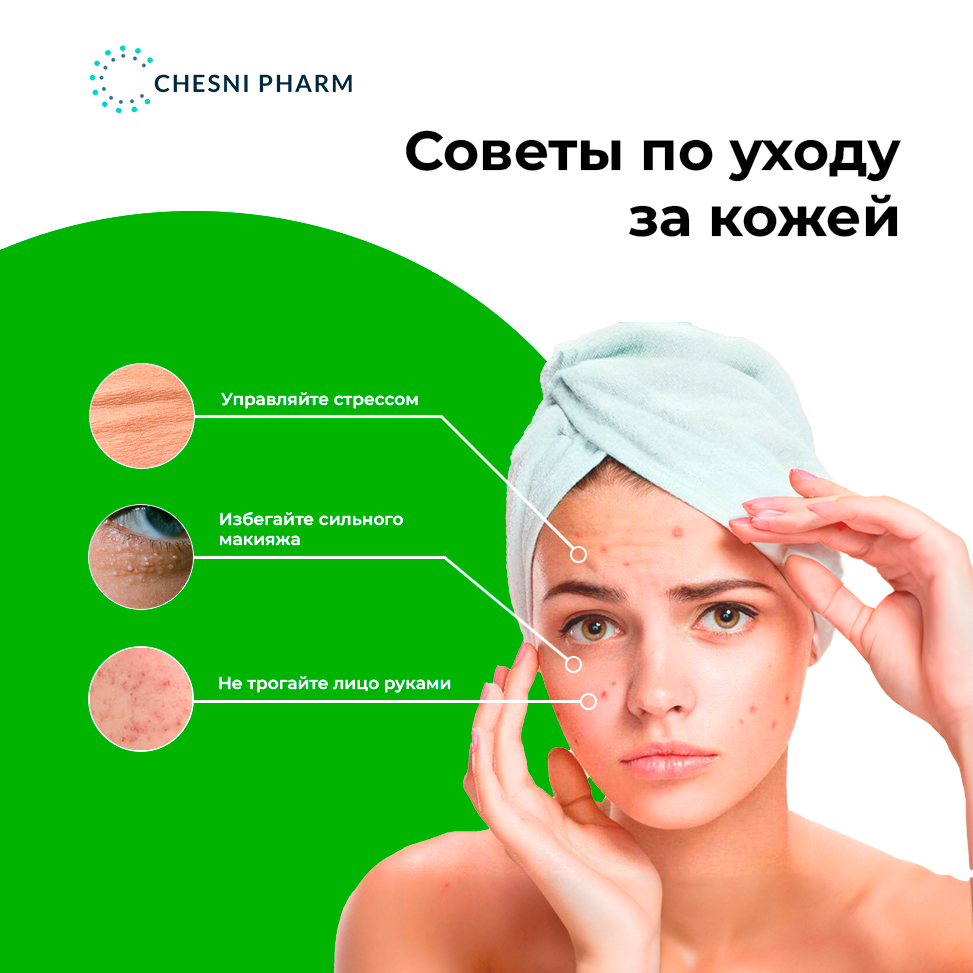 CHESNI PHARM
Советы по уходу
за кожей
Управляйте стрессом
Избегайте сильного
макияжа
Не трогайте лицо руками